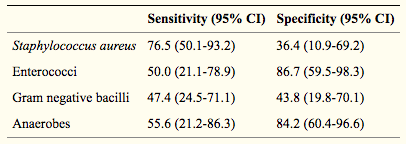 Sensitivity (95% CI) Specificity (95% CI)
Staphylococcus aureus 76.5 (50.1-93.2) 36.4 (10.9-69.2)
Enterococci 50.0 (21.1-78.9) 86.7 (59.5-98.3)
Gram negative bacilli 47.4 (24.5-71.1) 43.8 (19.8-70.1)
Anaerobes 55.6 (21.2-86.3) 84.2 (60.4-96.6)